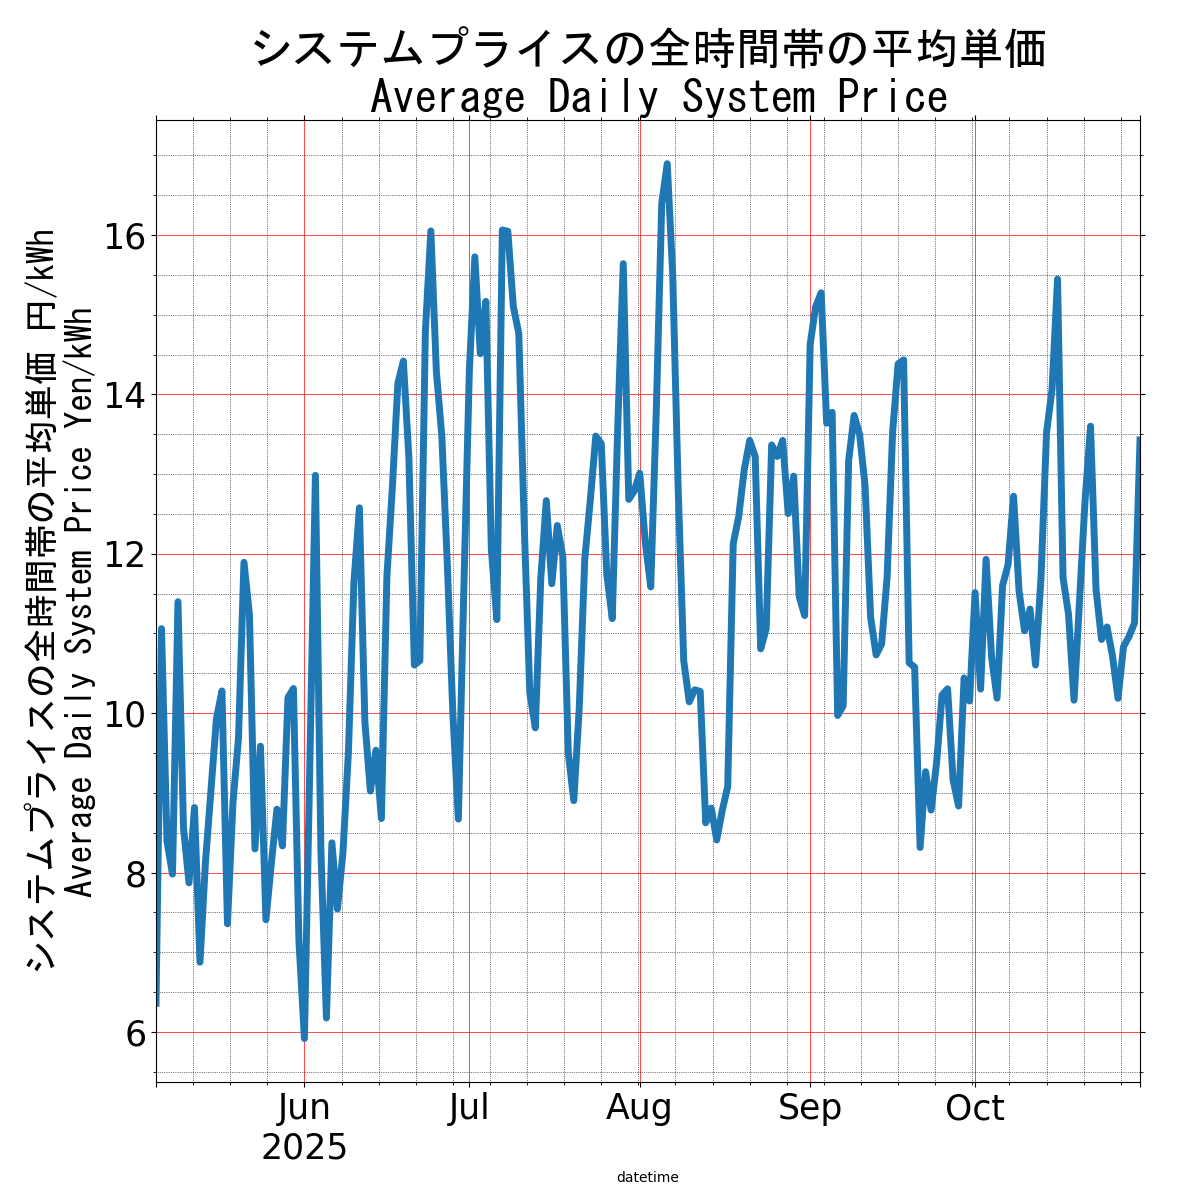 システムプライスの全時間帯の平均単価
Average Daily System Price
システムプライスの全時間帯の平均単価 円/kWh
Average Daily System Price Yen/kWh
16
14
12
10
8
6
Jun
2025
Jul
Aug
Sep
Oct
datetime